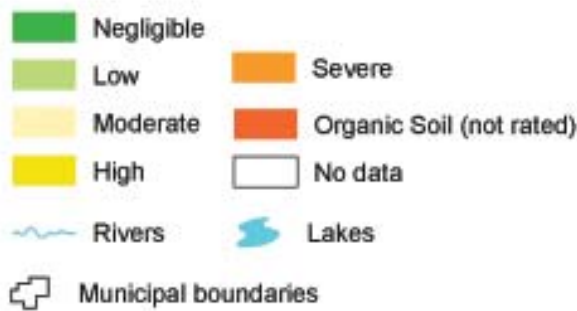 Negligible
Low
Severe
Moderate
Organic Soil (not rated)
High
No data
Rivers
Lakes
Municipal boundaries